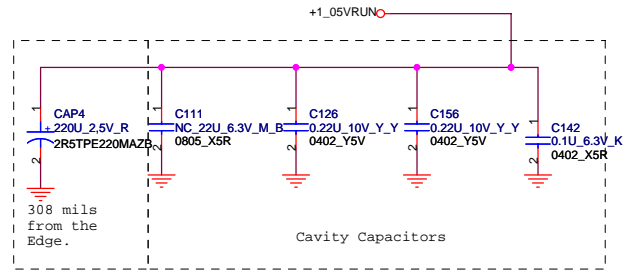 +1_05VRUN
1
CAP4
+
220U_2,5V_R
2R5TPE220MAZB
2
1
C111
NC_22U_6.3V_M_B
0805_X5R
2
1
C126
0.22U_10V_Y_Y
0402_Y5V
2
1
C156
0.22U_10V_Y_Y
0402_Y5V
2
1
C142
0.1U_6.3V_K
0402_X5R
2
308 mils
from the
Edge.
Cavity Capacitors